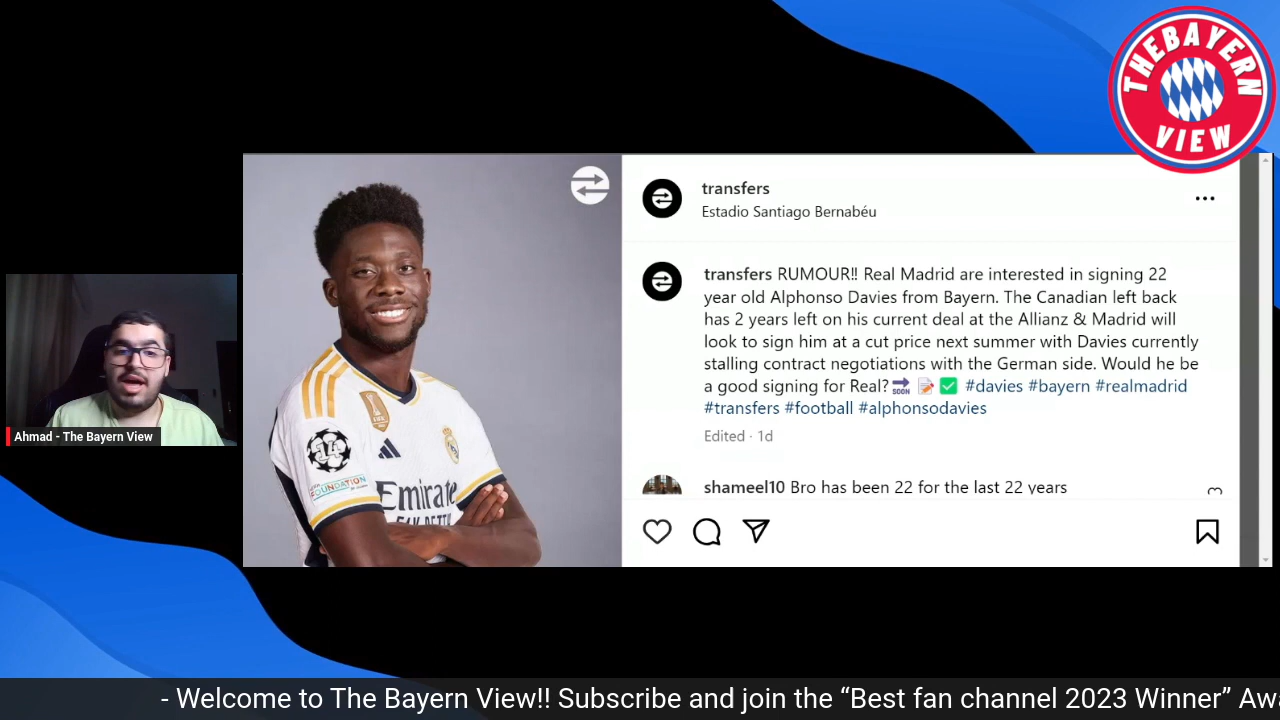 THE BAYERN
VIEW
transfers
Estadio Santiago Bernabéu
transfers RUMOUR!! Real Madrid are interested in signing 22
year old Alphonso Davies from Bayern. The Canadian left back
has 2 years left on his current deal at the Allianz & Madrid will
look to sign him at a cut price next summer with Davies currently
stalling contract negotiations with the German side. Would he be
a good signing for Real? SOON #davies #bayern #realmadrid
#transfers #football #alphonsodavies
Edited · 1d
shameel10 Bro has been 22 for the last 22 years
14
FOUNDATION
Emirates
Ahmad - The Bayern View
- Welcome to The Bayern View!! Subscribe and join the “Best fan channel 2023 Winner” Awa